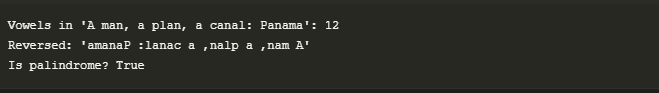 Vowels in 'A man, a plan, a canal: Panama': 12
Reversed: 'amanaP :lanac a ,nalp a ,nam A'
Is palindrome? True